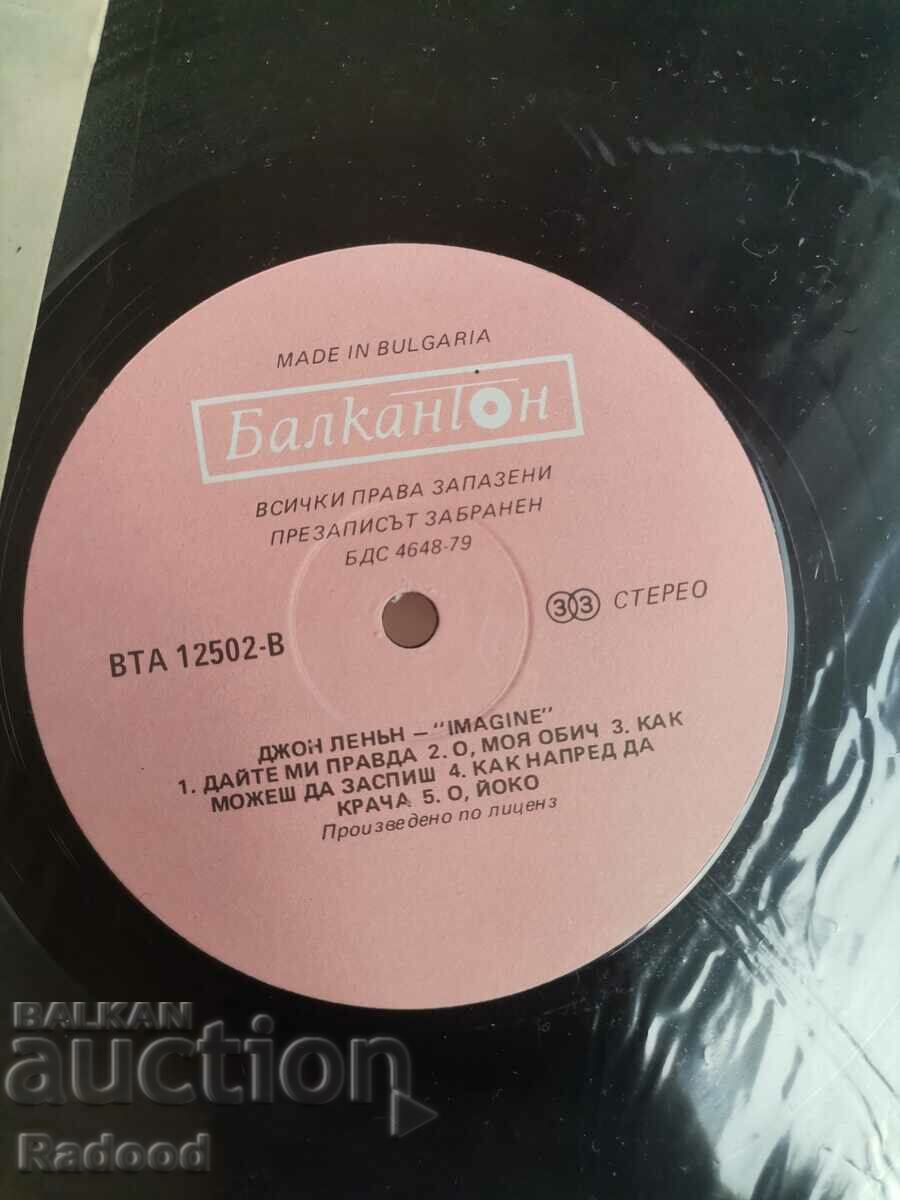 MADE IN BULGARIA
Балкантон
ВСИЧКИ ПРАВА ЗАПАЗЕНИ
ПРЕЗАПИСЪТ ЗАБРАНЕН
БДС 4648-79
33 СТЕРЕО
ВТА 12502-В
ДЖОН ЛЕНЪН – "IMAGINE"
1. ДАЙТЕ МИ ПРАВДА 2. О, МОЯ ОБИЧ 3. КАК
МОЖЕШ ДА ЗАСПИШ 4. КАК НАПРЕД ДА
КРАЧА 5. О, ЙОКО
Произведено по лиценз
BALKAN
auction
Radood